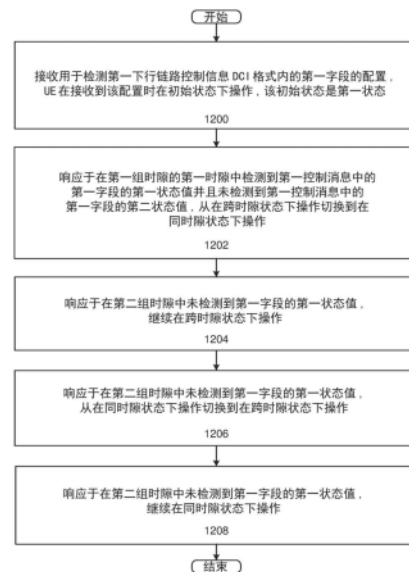 开始
接收用于检测第一下行链路控制信息 DCI 格式内的第一字段的配置，
UE 在接收到该配置时在初始状态下操作，该初始状态是第一状态
1200
响应于在第一组时隙的第一时隙中检测到第一控制消息中的
第一字段的第一状态值并且未检测到第一控制消息中的
第一字段的第二状态值，从在跨时隙状态下操作切换到在
同时隙状态下操作
1202
响应于在第二组时隙中未检测到第一字段的第一状态值，
继续在跨时隙状态下操作
1204
响应于在第二组时隙中未检测到第一字段的第一状态值，
从在同时隙状态下操作切换到在跨时隙状态下操作
1206
响应于在第二组时隙中未检测到第一字段的第一状态值，
继续在同时隙状态下操作
1208
结束